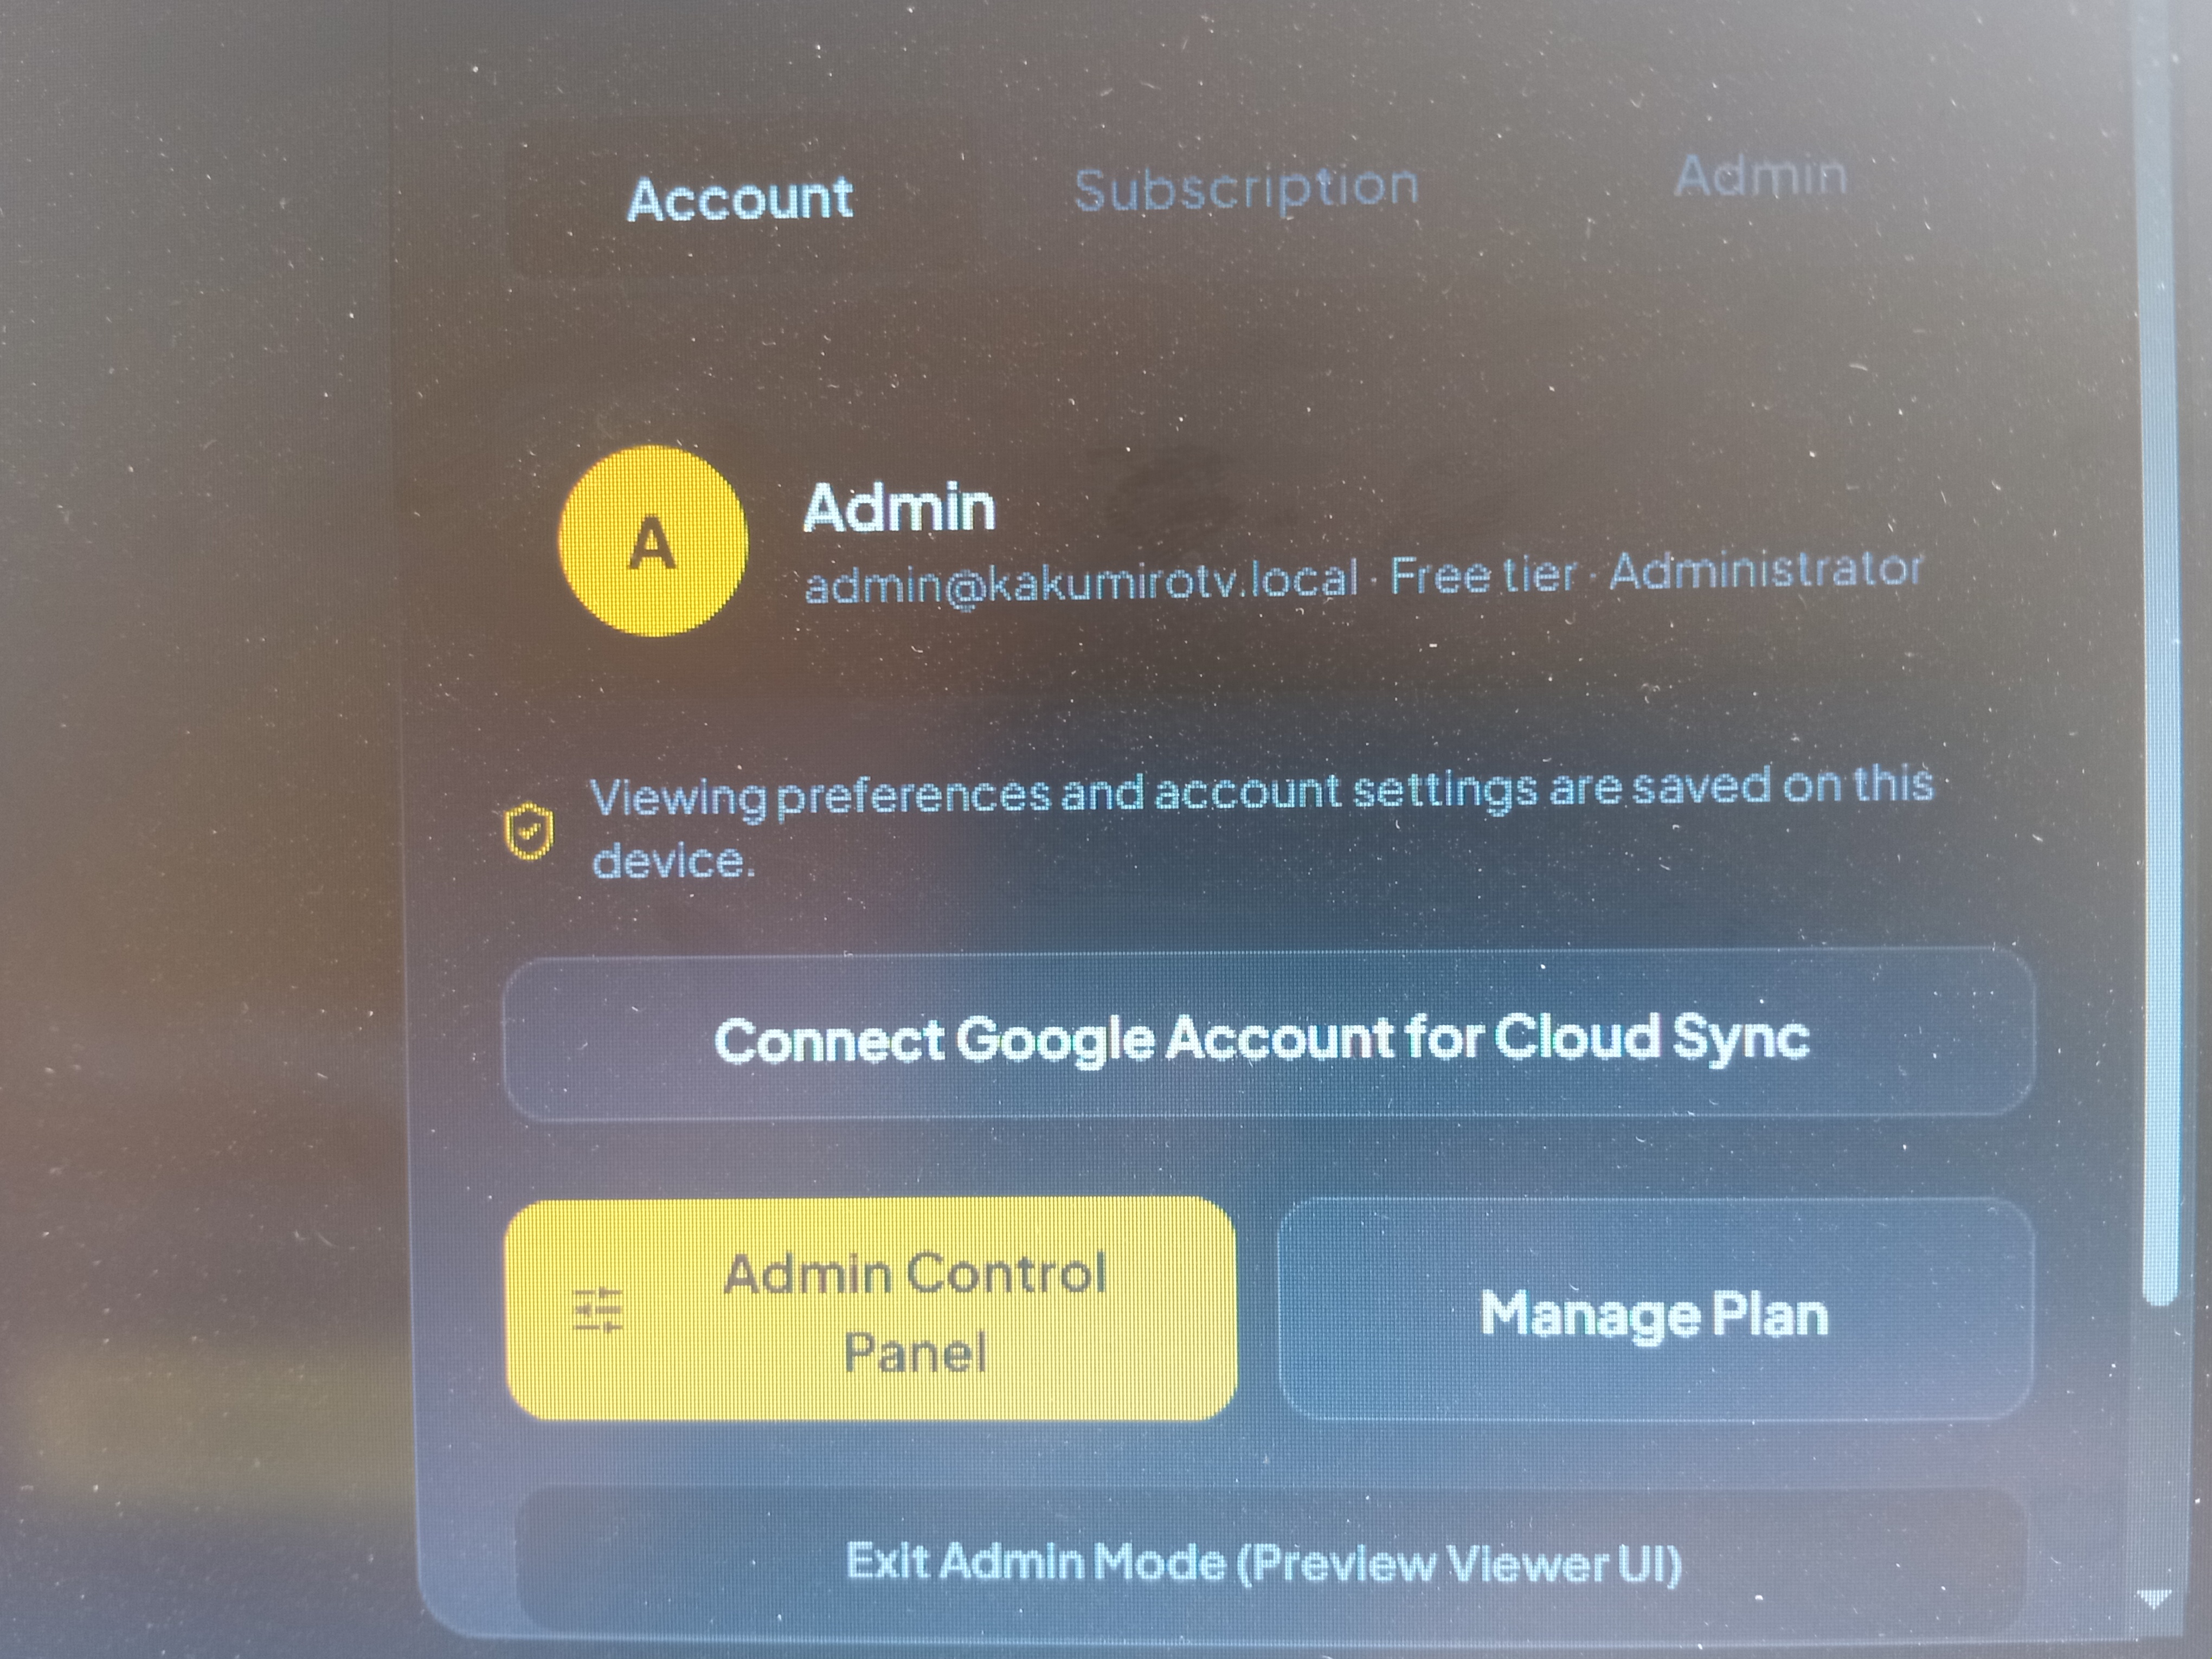 Account Subscription Admin
A
Admin
admin@kakumirotv.local · Free tier · Administrator
Viewing preferences and account settings are saved on this
device.
Connect Google Account for Cloud Sync
Admin Control
Panel
Manage Plan
Exit Admin Mode (Preview Viewer UI)